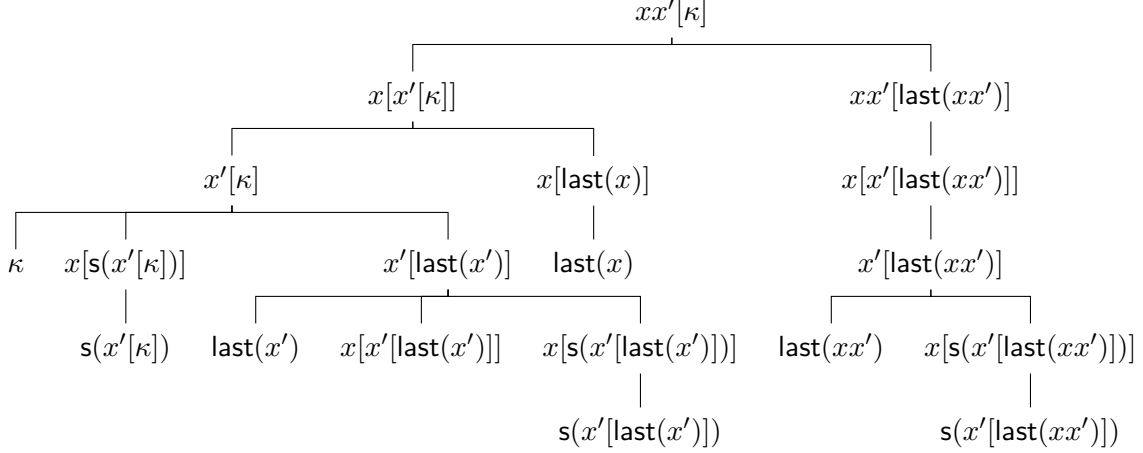 xx′[κ]
x[x′[κ]] xx′[last(xx′)]
x′[κ] x[last(x)] x[x′[last(xx′)]]
κ x[s(x′[κ])] x′[last(x′)] last(x) x′[last(xx′)]
s(x′[κ]) last(x′) x[x′[last(x′)]] x[s(x′[last(x′)])] last(xx′) x[s(x′[last(xx′)])]
s(x′[last(x′)]) s(x′[last(xx′)])